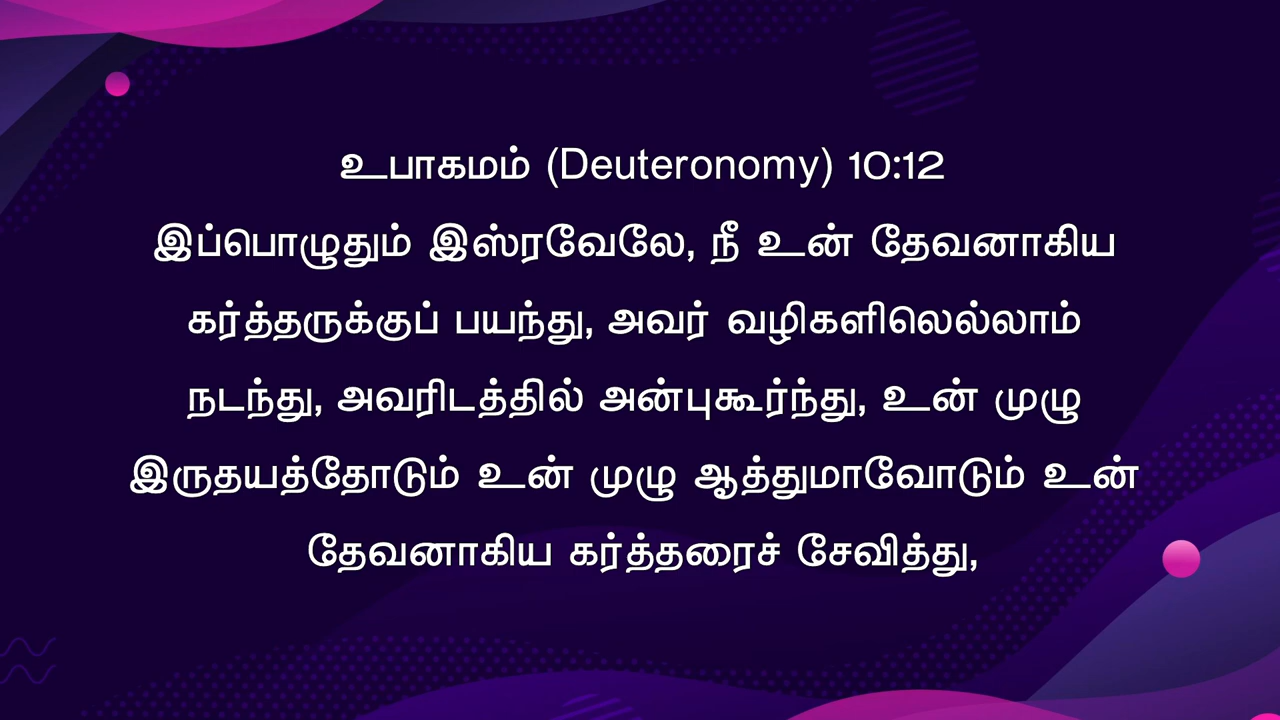 உபாகமம் (Deuteronomy) 10:12
இப்பொழுதும் இஸ்ரவேலே, நீ உன் தேவனாகிய
கர்த்தருக்குப் பயந்து, அவர் வழிகளிலெல்லாம்
நடந்து, அவரிடத்தில் அன்புகூர்ந்து, உன் முழு
இருதயத்தோடும் உன் முழு ஆத்துமாவோடும் உன்
தேவனாகிய கர்த்தரைச் சேவித்து,